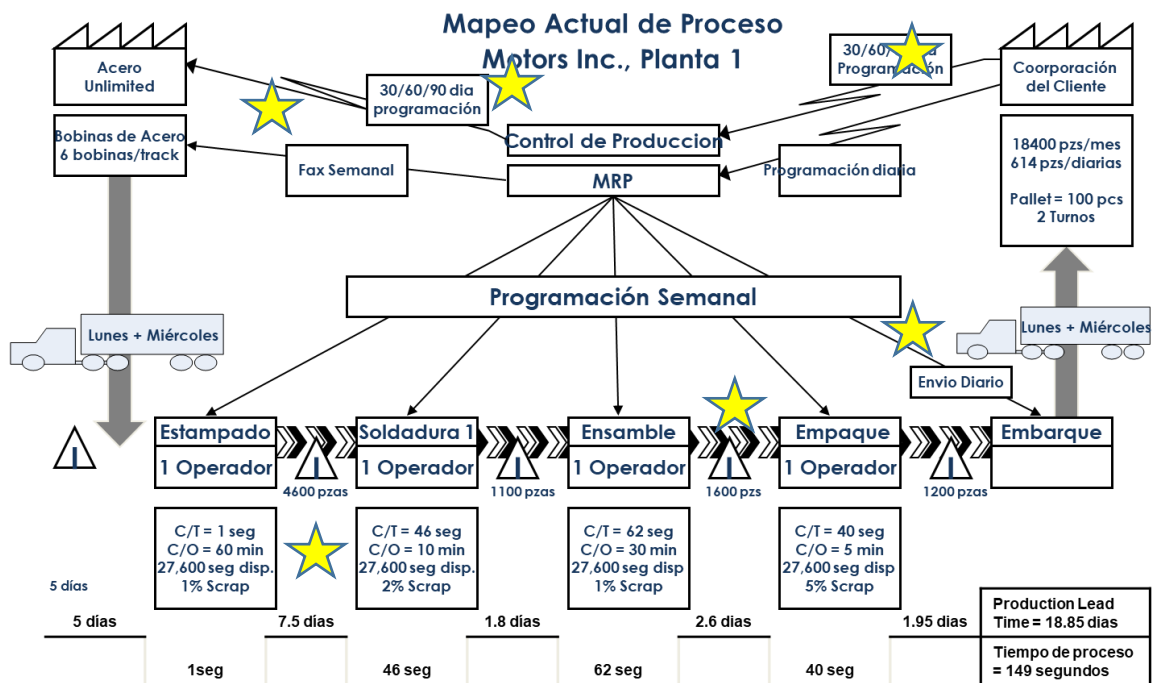 Mapeo Actual de Proceso
Motors Inc., Planta 1
Acero
Unlimited
30/60/90 dia
programación
30/60/
Programación
Coorporación
del Cliente
Bobinas de Acero
6 bobinas/track
Control de Produccion
Fax Semanal
MRP
Programación diaria
18400 pzs/mes
614 pzs/diarias
Pallet = 100 pcs
2 Turnos
Programación Semanal
Lunes + Miércoles
Lunes + Miércoles
Envio Diario
Estampado
1 Operador
Soldadura 1
1 Operador
Ensamble
1 Operador
Empaque
1 Operador
Embarque
I
I
I
I
I
4600 pzas
1100 pzas
1600 pzs
1200 pzas
C/T = 1 seg
C/O = 60 min
27,600 seg disp.
1% Scrap
C/T = 46 seg
C/O = 10 min
27,600 seg disp.
2% Scrap
C/T = 62 seg
C/O = 30 min
27,600 seg disp
1% Scrap
C/T = 40 seg
C/O = 5 min
27,600 seg disp
5% Scrap
5 días
5 días
7.5 días
1.8 días
2.6 días
1.95 días
1seg
46 seg
62 seg
40 seg
Production Lead
Time = 18.85 dias
Tiempo de proceso
= 149 segundos